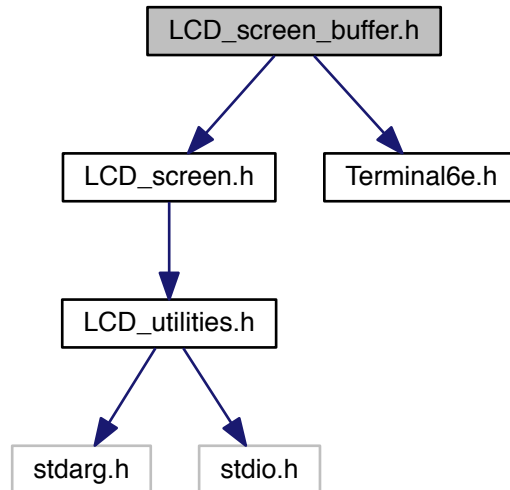 LCD_screen_buffer.h
LCD_screen.h
Terminal6e.h
LCD_utilities.h
stdarg.h
stdio.h